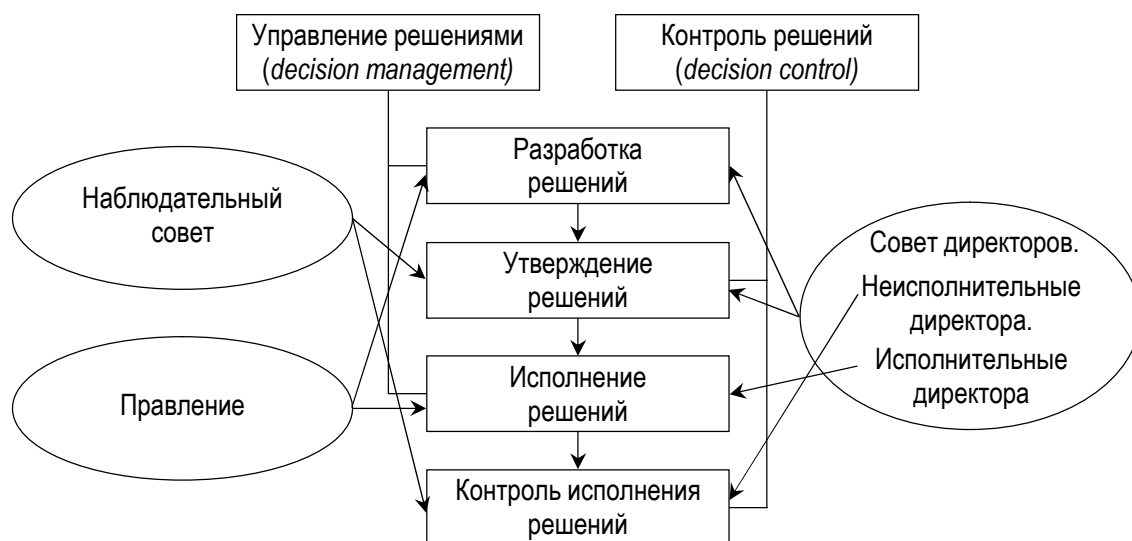 Управление решениями
(decision management)
Контроль решений
(decision control)
Разработка
решений
Наблюдательный
совет
Утверждение
решений
Совет директоров.
Неисполнительные
директора.
Исполнительные
директора
Правление
Исполнение
решений
Контроль исполнения
решений